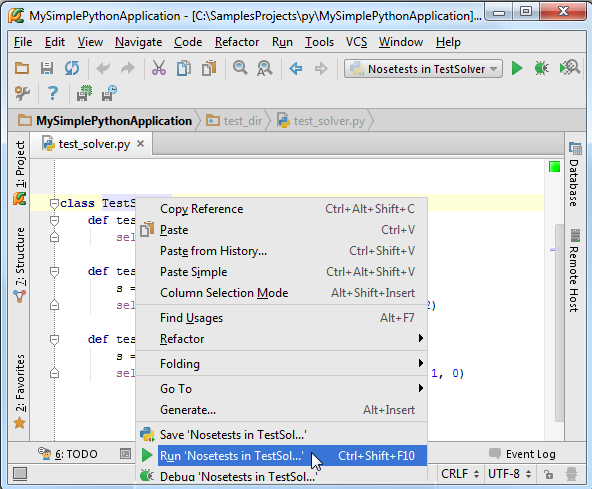 MySimplePythonApplication - [C:\SamplesProjects\py\MySimplePythonApplication]...
File Edit View Navigate Code Refactor Run Tools VCS Window Help
Nosetests in TestSolver
MySimplePythonApplication test_dir test_solver.py
1: Project
7: Structure
2: Favorites
test_solver.py
class TestS
def tes
sel
def tes
s =
sel 2)
def tes
s =
sel 1, 0)
Copy Reference Ctrl+Alt+Shift+C
Paste Ctrl+V
Paste from History... Ctrl+Shift+V
Paste Simple Ctrl+Alt+Shift+V
Column Selection Mode Alt+Shift+Insert
Find Usages Alt+F7
Refactor
Folding
Go To
Generate... Alt+Insert
Save 'Nosetests in TestSol...'
Run 'Nosetests in TestSol...' Ctrl+Shift+F10
Debug 'Nosetests in TestSol...'
Database
Remote Host
6: TODO Event Log
CRLF UTF-8